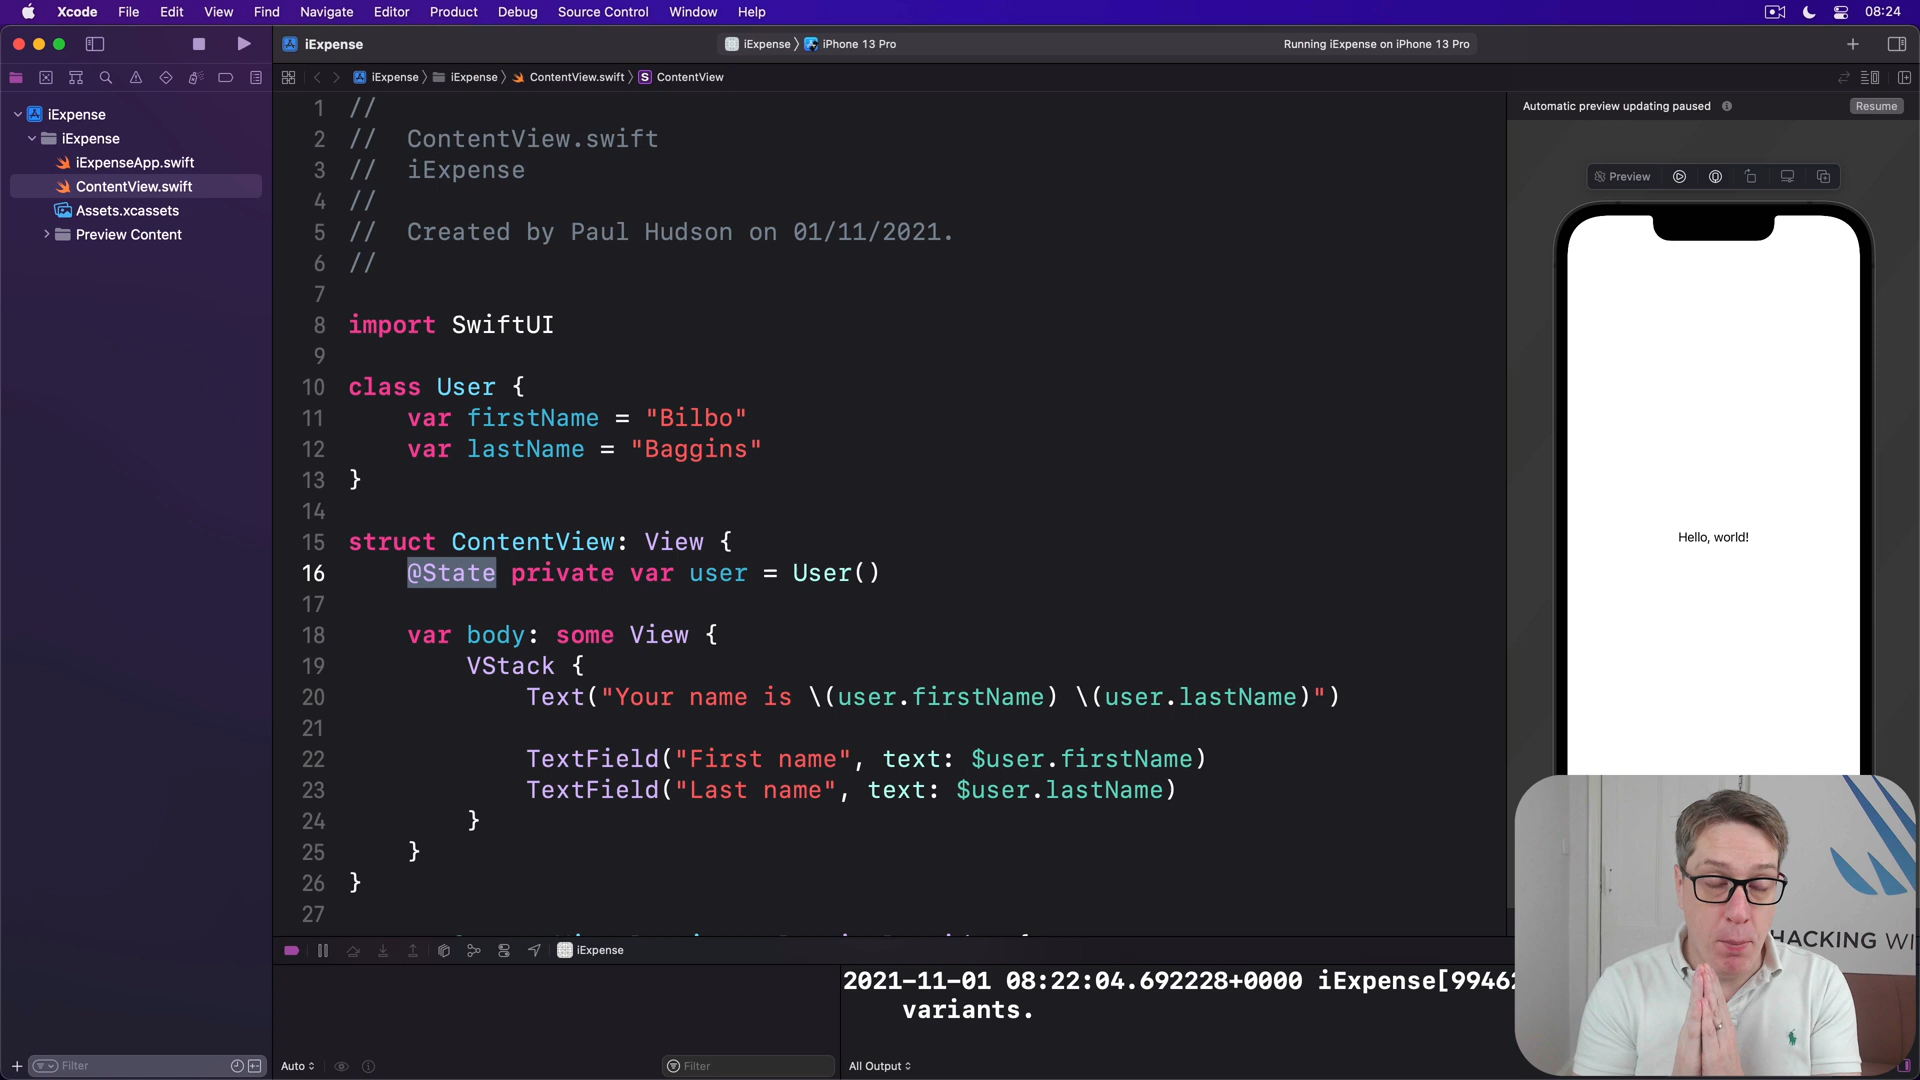 Xcode File Edit View Find Navigate Editor Product Debug Source Control Window Help 08:24
iExpense
iExpense iPhone 13 Pro
Running iExpense on iPhone 13 Pro
iExpense iExpense ContentView.swift S ContentView
iExpense
iExpense
iExpenseApp.swift
ContentView.swift
Assets.xcassets
Preview Content
Automatic preview updating paused Resume
Preview
Hello, world!
1 //
2 //  ContentView.swift
3 //  iExpense
4 //
5 //  Created by Paul Hudson on 01/11/2021.
6 //
7
8 import SwiftUI
9
10 class User {
11     var firstName = "Bilbo"
12     var lastName = "Baggins"
13 }
14
15 struct ContentView: View {
16     @State private var user = User()
17
18     var body: some View {
19         VStack {
20             Text("Your name is \(user.firstName) \(user.lastName)")
21
22             TextField("First name", text: $user.firstName)
23             TextField("Last name", text: $user.lastName)
24         }
25     }
26 }
27
iExpense
2021-11-01 08:22:04.692228+0000 iExpense[9946
variants.
HACKING WI
Filter
Auto
Filter
All Output